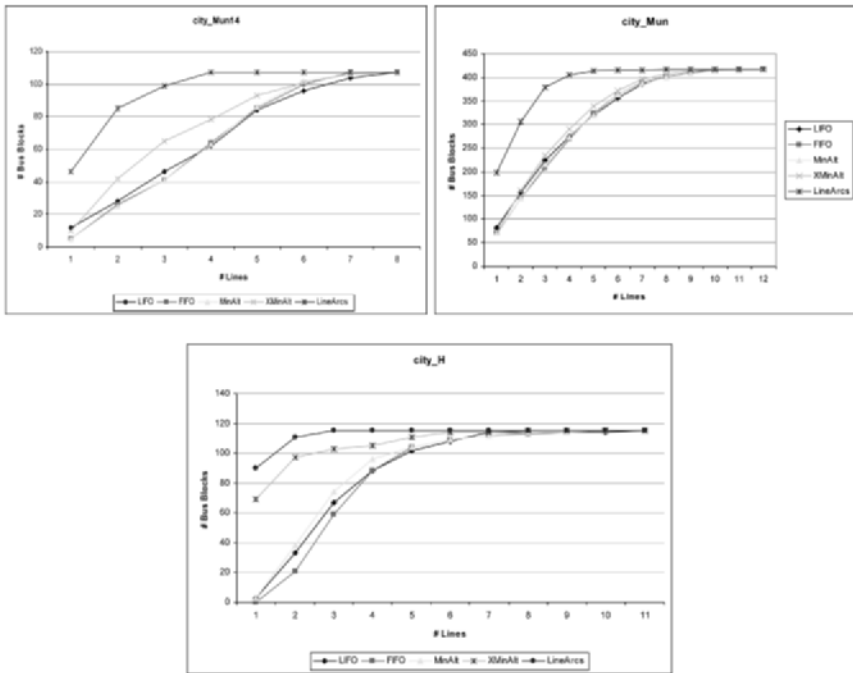 city_Mun14
# Bus Blocks
120
100
80
60
40
20
0
1 2 3 4 5 6 7 8
# Lines
LIFO FIFO MinAlt XMinAlt LineArcs
city_Mun
# Bus Blocks
450
400
350
300
250
200
150
100
50
0
1 2 3 4 5 6 7 8 9 10 11 12
# Lines
LIFO
FIFO
MinAlt
XMinAlt
LineArcs
city_H
# Bus Blocks
140
120
100
80
60
40
20
0
1 2 3 4 5 6 7 8 9 10 11
# Lines
LIFO FIFO MinAlt XMinAlt LineArcs